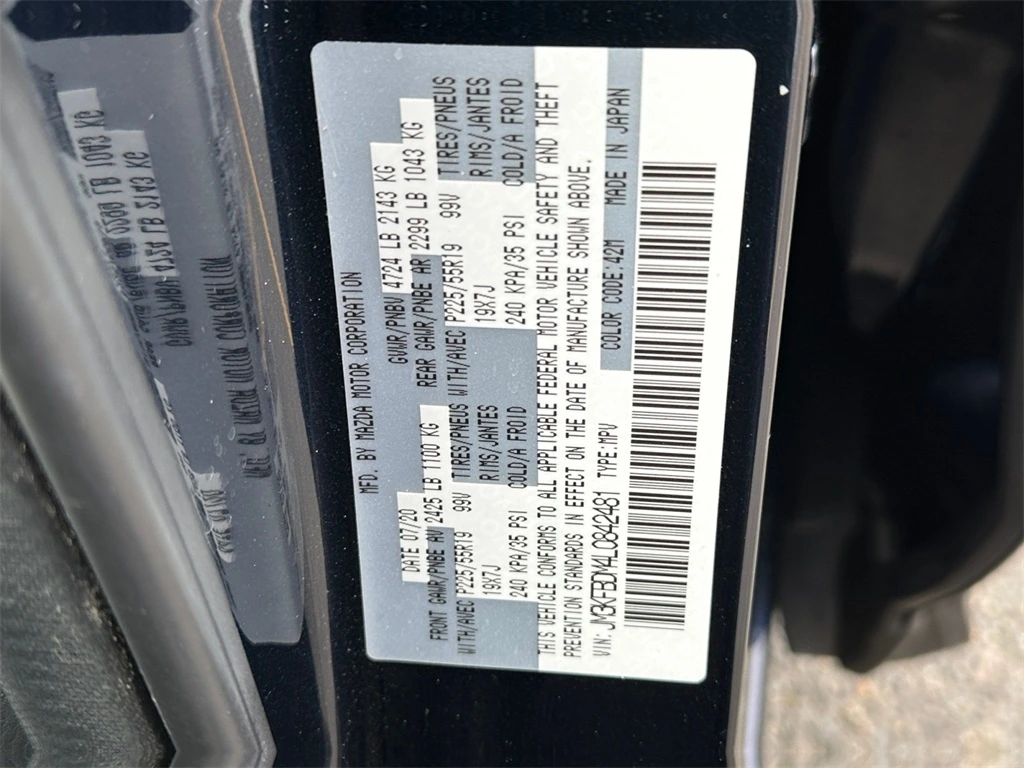 MFD. BY MAZDA MOTOR CORPORATION
DATE 07/20 GVWR/PNBV 4724 LB 2143 KG
FRONT GAWR/PNBE AV 2425 LB 1100 KG REAR GAWR/PNBE AR 2299 LB 1043 KG
WITH/AVEC P225/55R19 99V TIRES/PNEUS WITH/AVEC P225/55R19 99V TIRES/PNEUS
19X7J RIMS/JANTES 19X7J RIMS/JANTES
240 KPA/35 PSI COLD/A FROID 240 KPA/35 PSI COLD/A FROID
THIS VEHICLE CONFORMS TO ALL APPLICABLE FEDERAL MOTOR VEHICLE SAFETY AND THEFT
PREVENTION STANDARDS IN EFFECT ON THE DATE OF MANUFACTURE SHOWN ABOVE.
VIN: JM3KFBDY4L0842481 TYPE:MPV COLOR CODE:42M MADE IN JAPAN